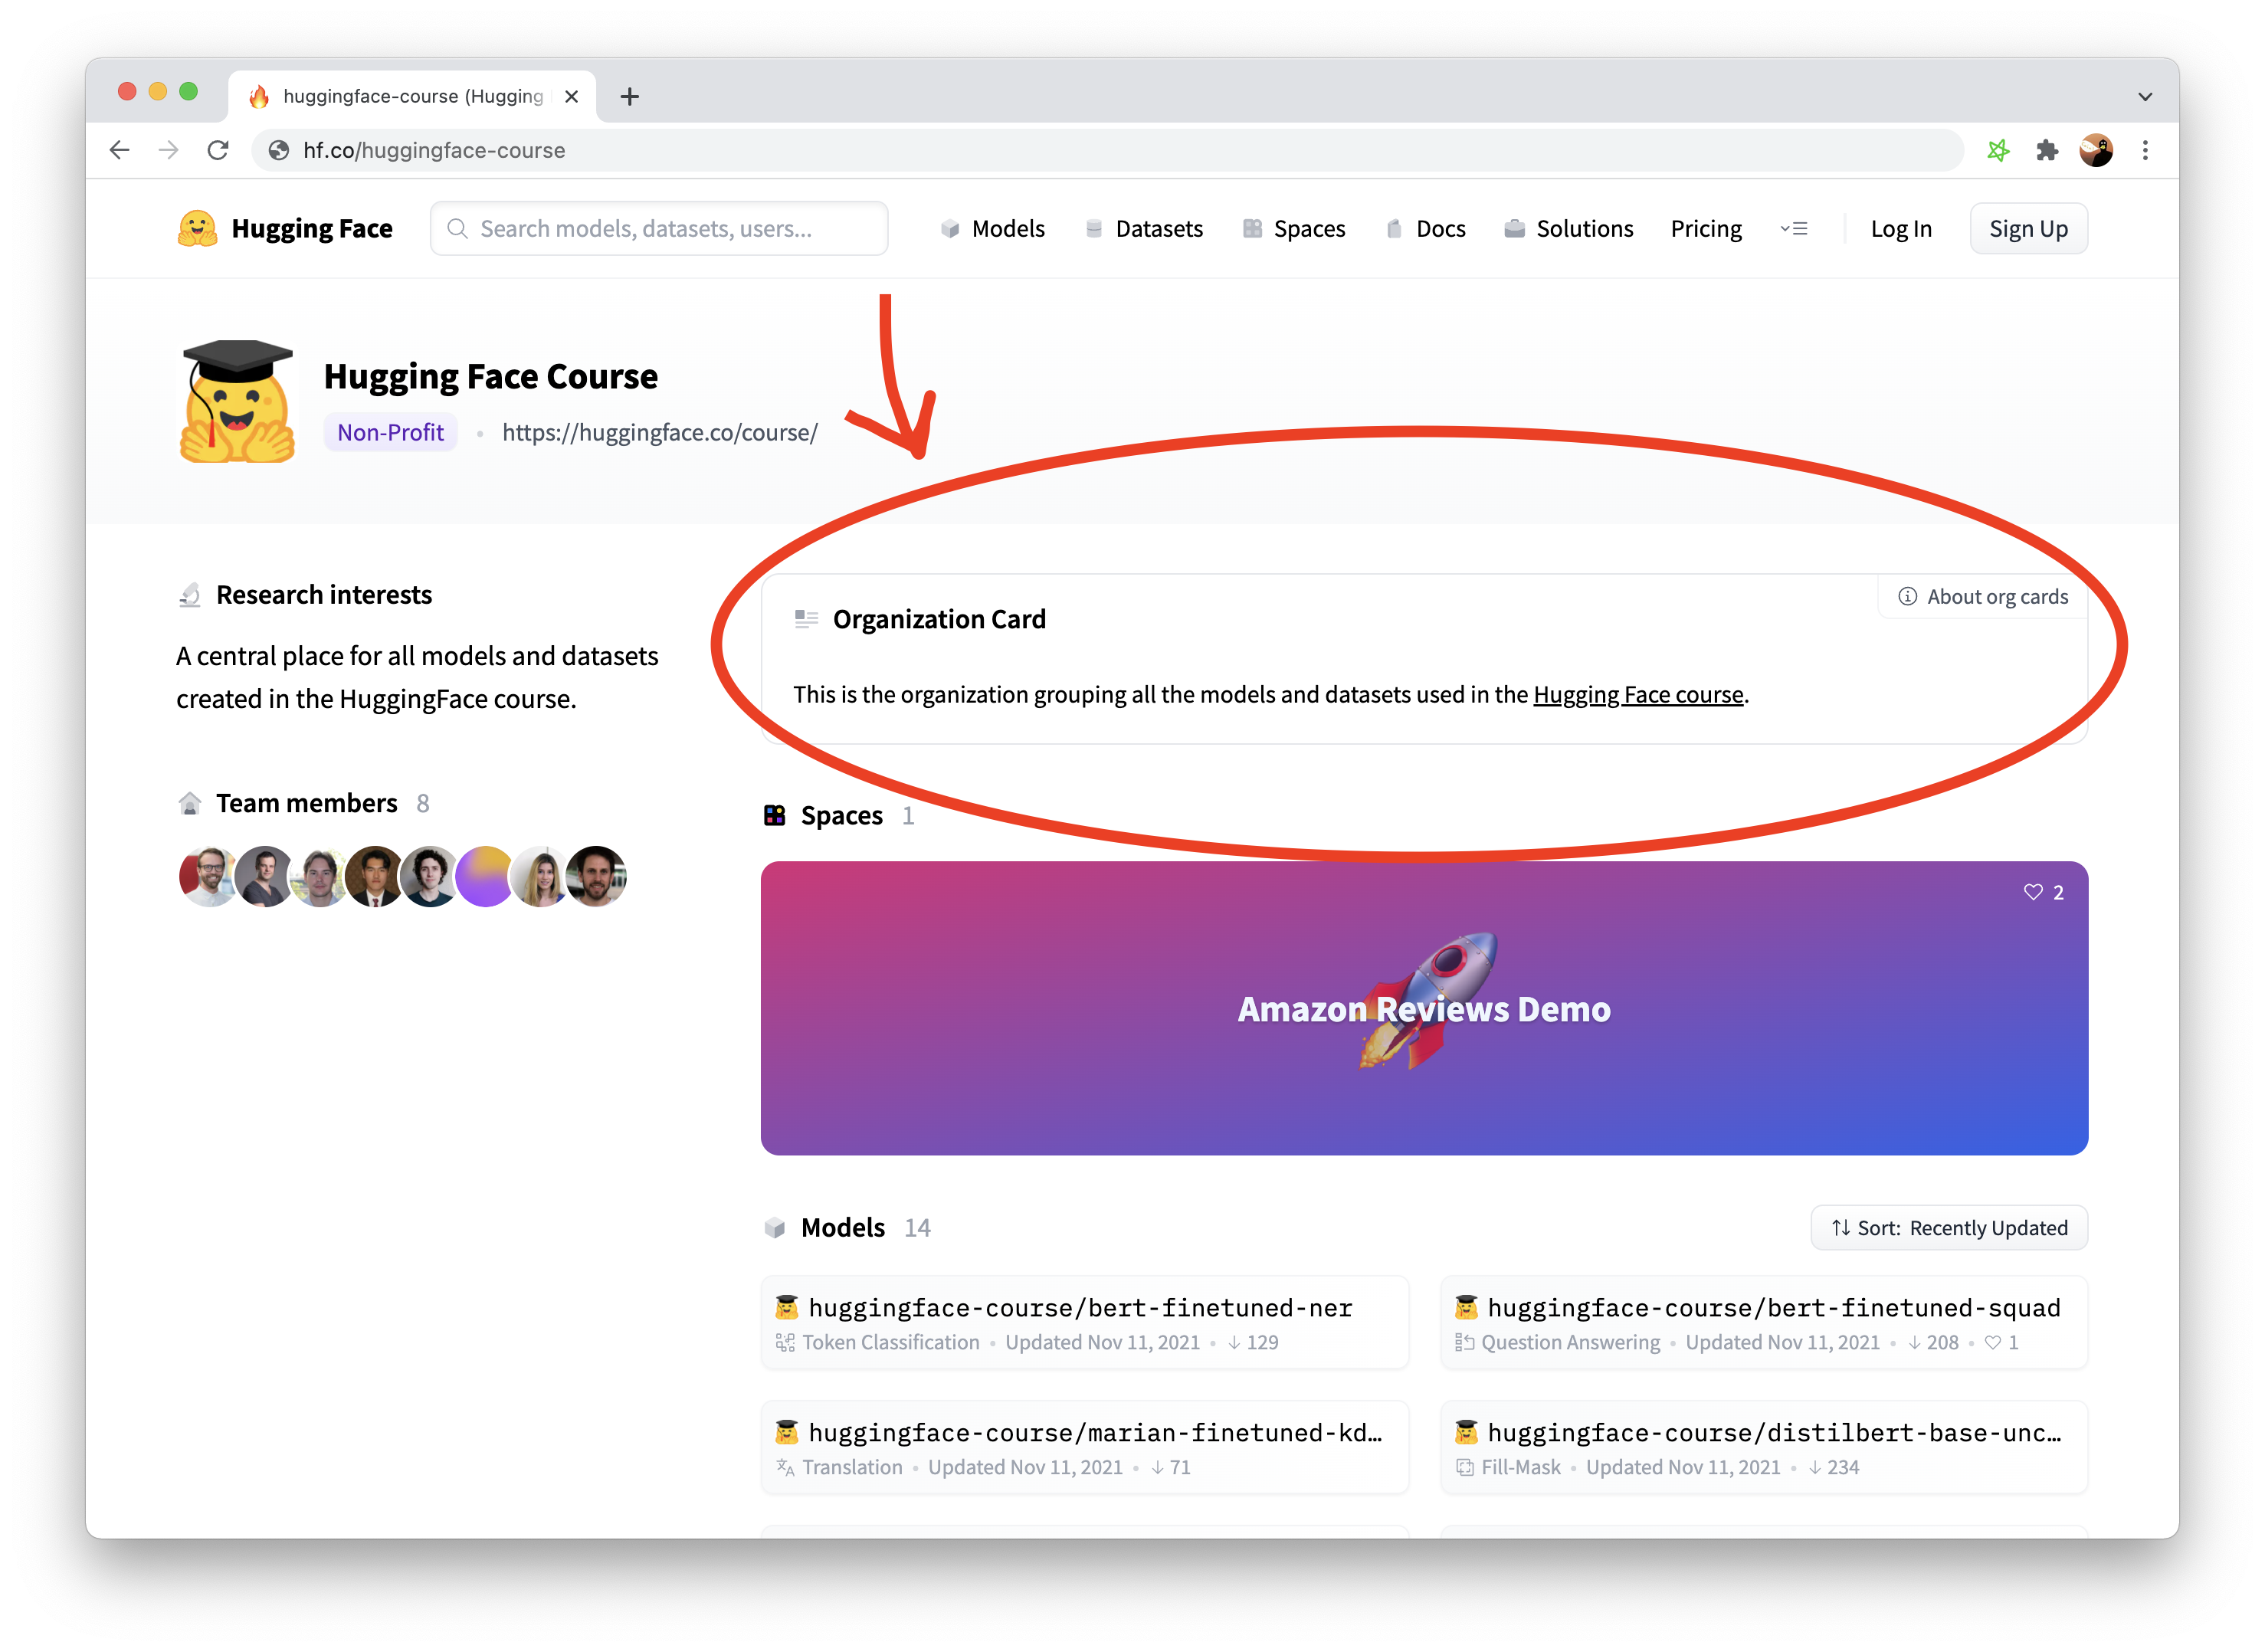 huggingface-course (Hugging
hf.co/huggingface-course
Hugging Face
Search models, datasets, users...
Models
Datasets
Spaces
Docs
Solutions
Pricing
Log In
Sign Up
Hugging Face Course
Non-Profit • https://huggingface.co/course/
Research interests
A central place for all models and datasets
created in the HuggingFace course.
Team members 8
About org cards
Organization Card
This is the organization grouping all the models and datasets used in the Hugging Face course.
Spaces 1
2
Amazon Reviews Demo
Models 14
Sort: Recently Updated
huggingface-course/bert-finetuned-ner
Token Classification • Updated Nov 11, 2021 • ↓ 129
huggingface-course/bert-finetuned-squad
Question Answering • Updated Nov 11, 2021 • ↓ 208 • ♡ 1
huggingface-course/marian-finetuned-kd…
Translation • Updated Nov 11, 2021 • ↓ 71
huggingface-course/distilbert-base-unc…
Fill-Mask • Updated Nov 11, 2021 • ↓ 234